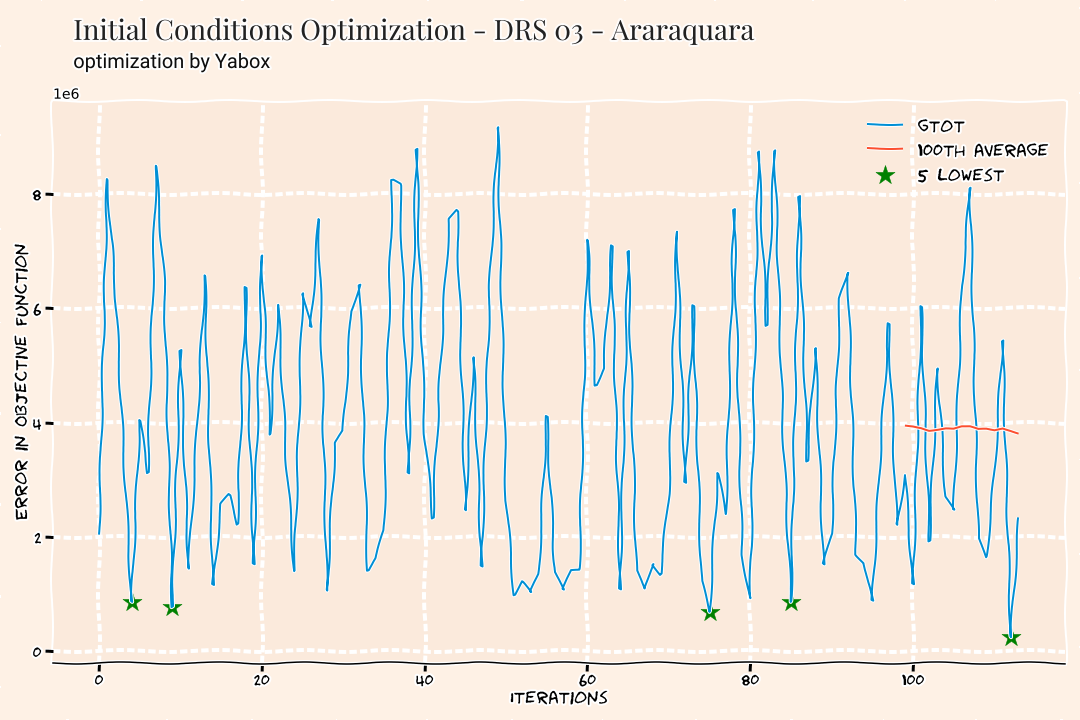 Initial Conditions Optimization - DRS 03 - Araraquara
optimization by Yabox
1e6
GTOT
100TH AVERAGE
5 LOWEST
8
6
4
2
0
ERROR IN OBJECTIVE FUNCTION
0 20 40 60 80 100
ITERATIONS